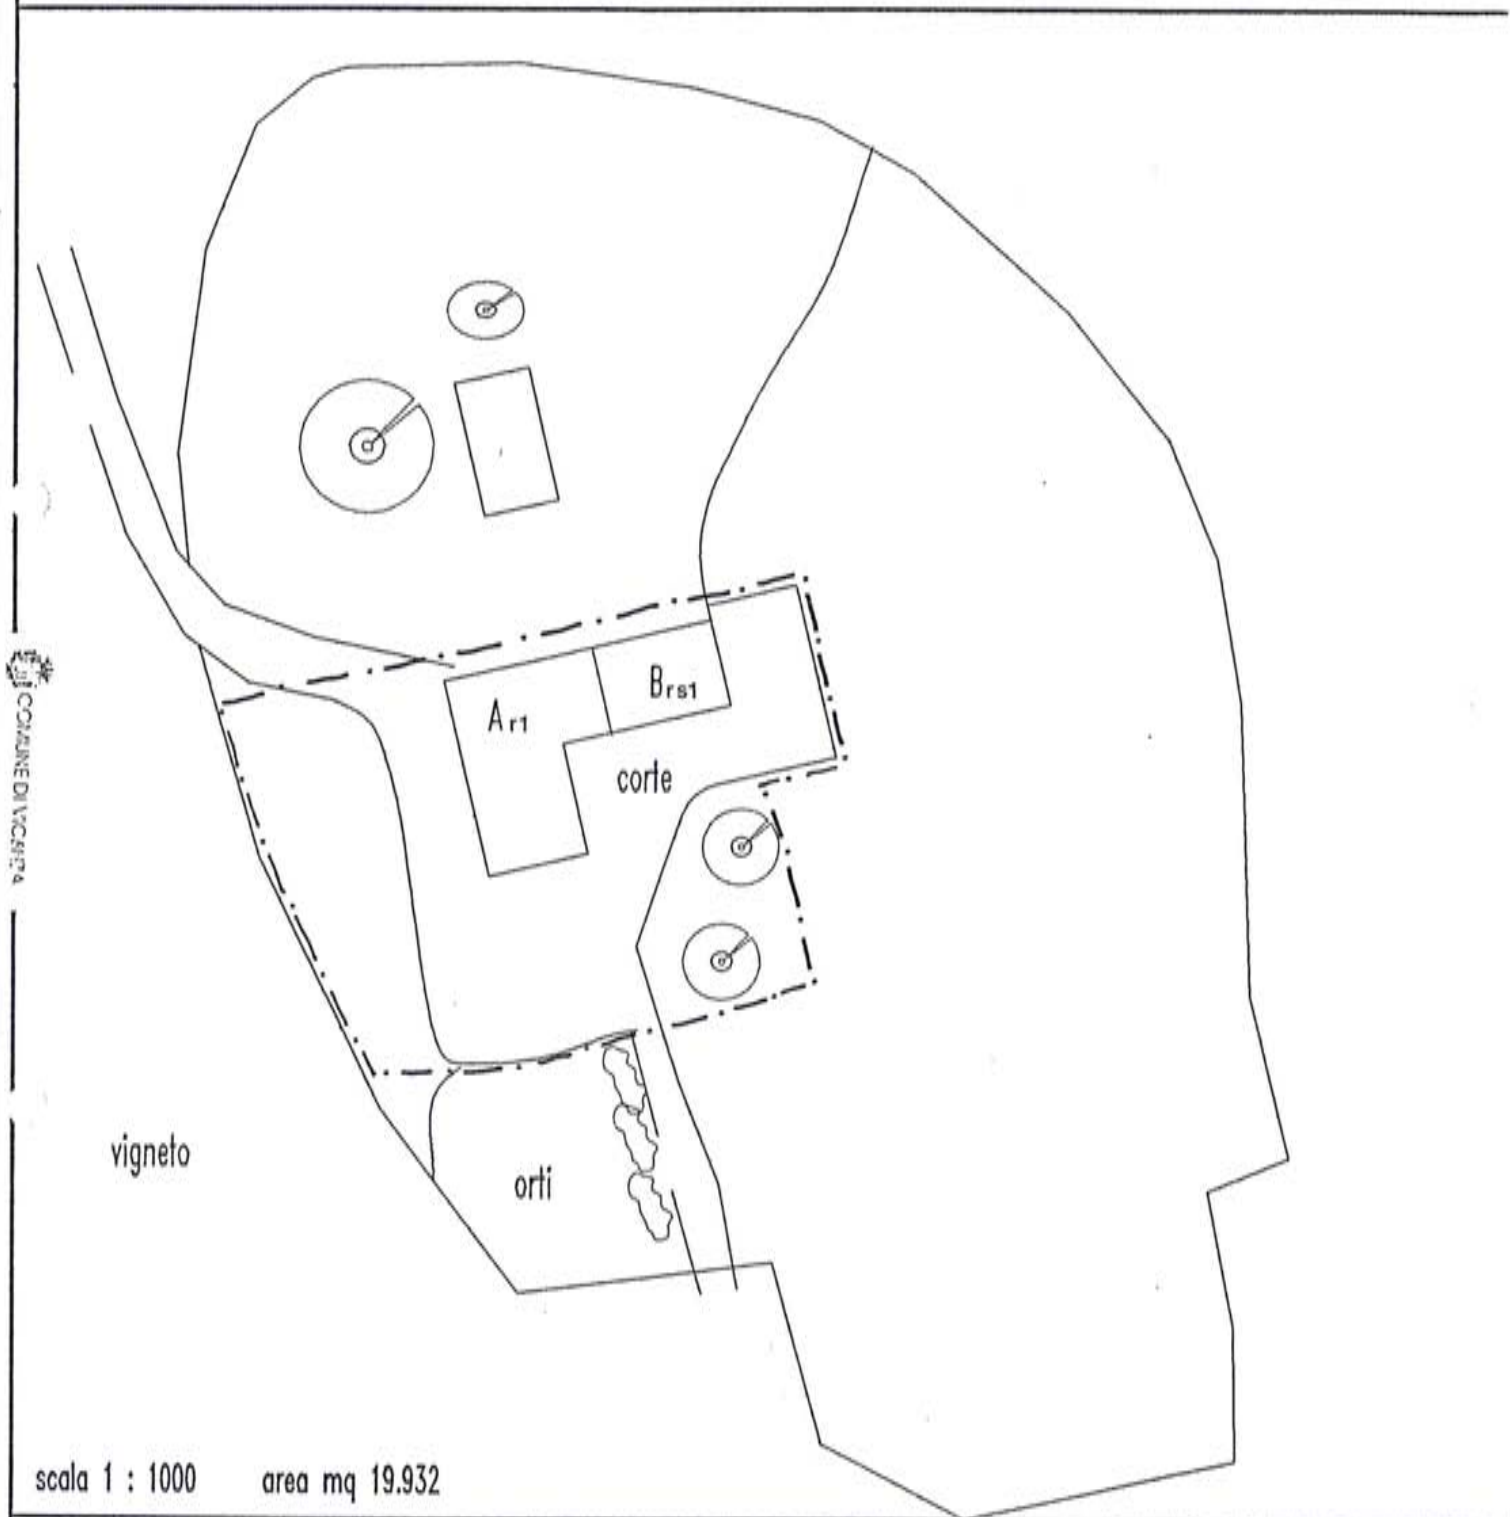 Ar1
Brs1
corte
COMUNE DI VICENZA
vigneto
orti
scala 1 : 1000 area mq 19.932